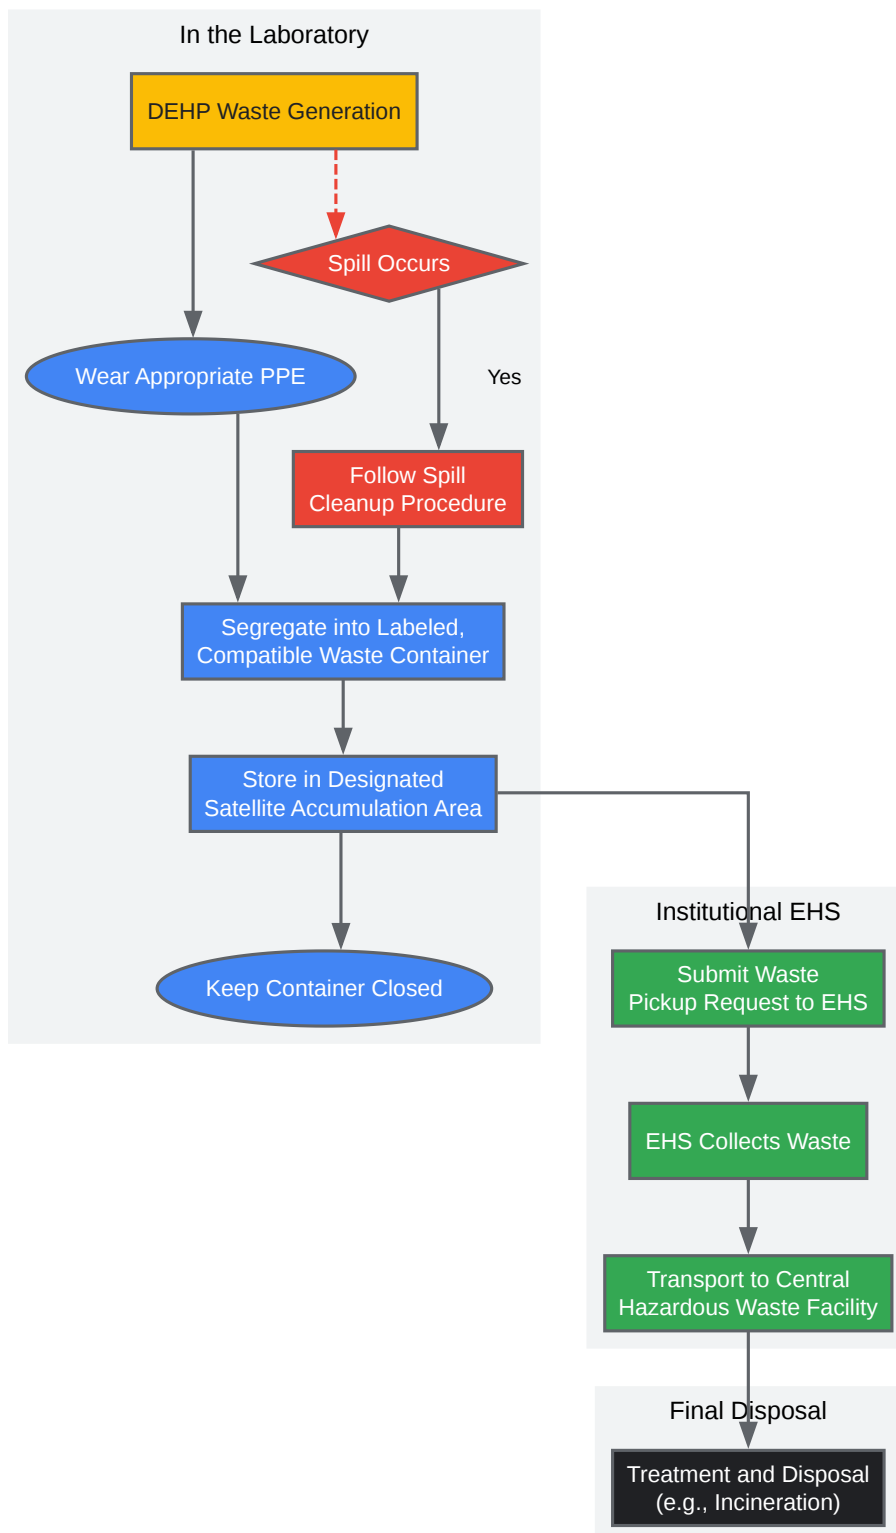 In the Laboratory
DEHP Waste Generation
Spill Occurs
Wear Appropriate PPE
Yes
Follow Spill
Cleanup Procedure
Segregate into Labeled,
Compatible Waste Container
Store in Designated
Satellite Accumulation Area
Keep Container Closed
Institutional EHS
Submit Waste
Pickup Request to EHS
EHS Collects Waste
Transport to Central
Hazardous Waste Facility
Final Disposal
Treatment and Disposal
(e.g., Incineration)